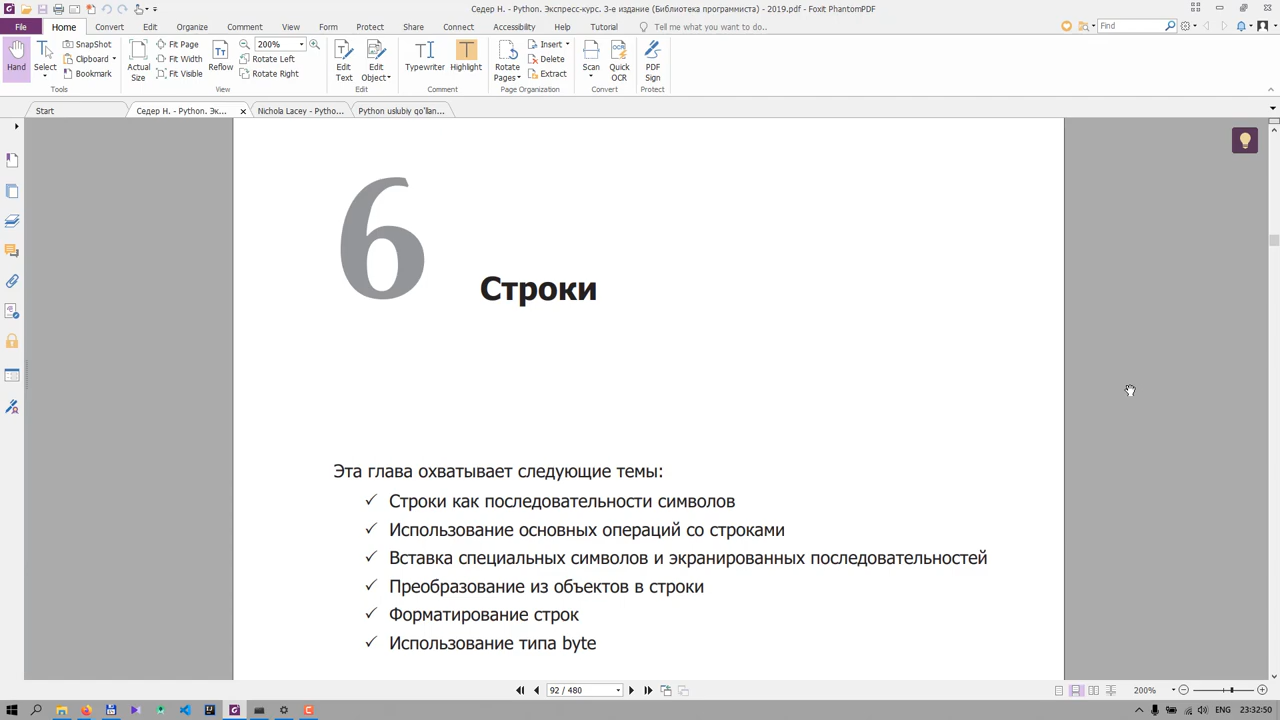 Седер Н. - Python. Экспресс-курс. 3-е издание (Библиотека программиста) - 2019.pdf - Foxit PhantomPDF
File Home Convert Edit Organize Comment View Form Protect Share Connect Accessibility Help Tutorial Tell me what you want to do.. Find
Hand Select SnapShot Clipboard Bookmark Tools
Actual Size Fit Page Fit Width Fit Visible Reflow 200% Rotate Left Rotate Right View
Edit Text Edit Object Edit
Typewriter Highlight Comment
Rotate Pages Insert Delete Extract Page Organization
Scan Quick OCR Convert
PDF Sign Protect
Start Седер Н. - Python. Эк... Nichola Lacey - Pytho... Python uslubiy qo'llan...
6
Строки
Эта глава охватывает следующие темы:
✓ Строки как последовательности символов
✓ Использование основных операций со строками
✓ Вставка специальных символов и экранированных последовательностей
✓ Преобразование из объектов в строки
✓ Форматирование строк
✓ Использование типа byte
92 / 480 200%
ENG 23:32:50